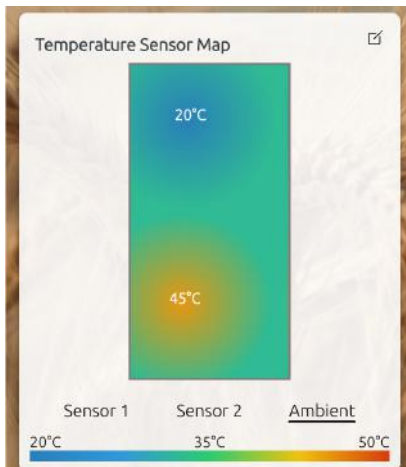 Temperature Sensor Map
20°C
45°C
Sensor 1 Sensor 2 Ambient
20°C 35°C 50°C